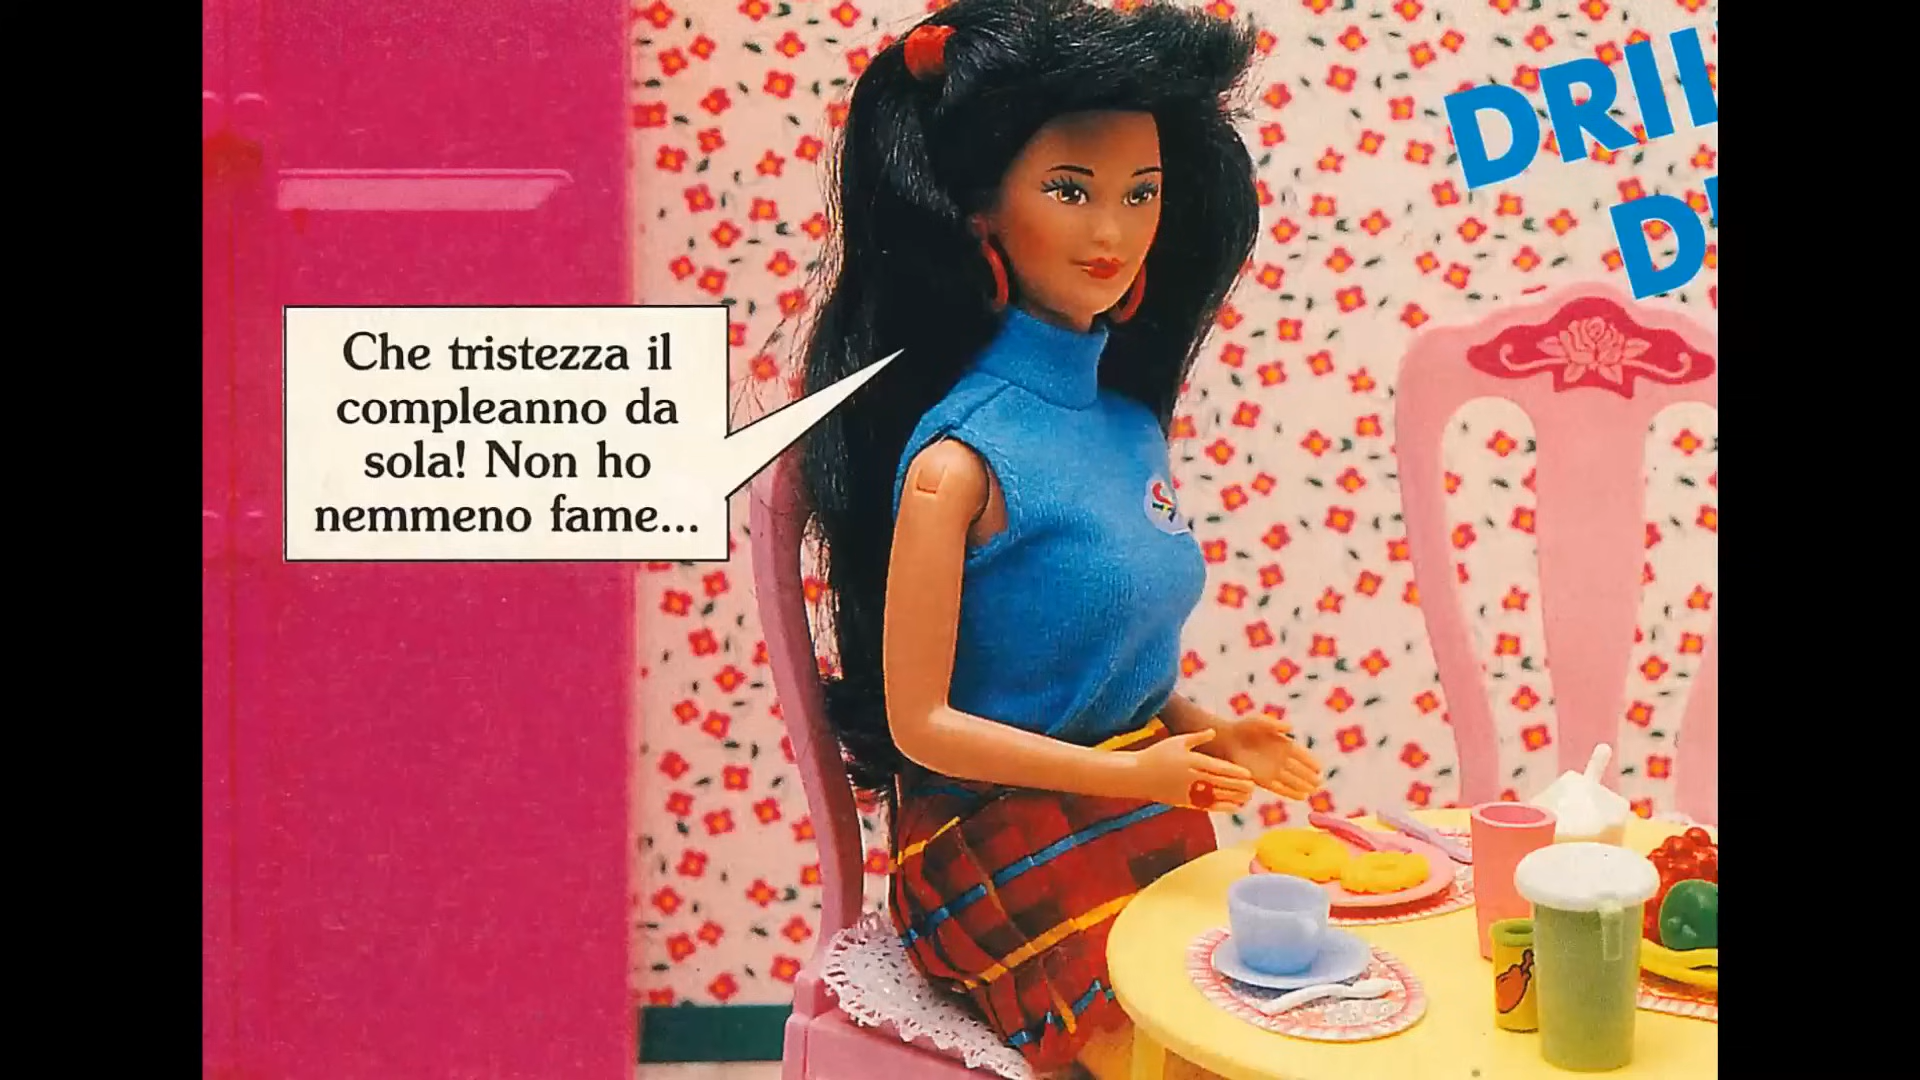 Che tristezza il
compleanno da
sola! Non ho
nemmeno fame...